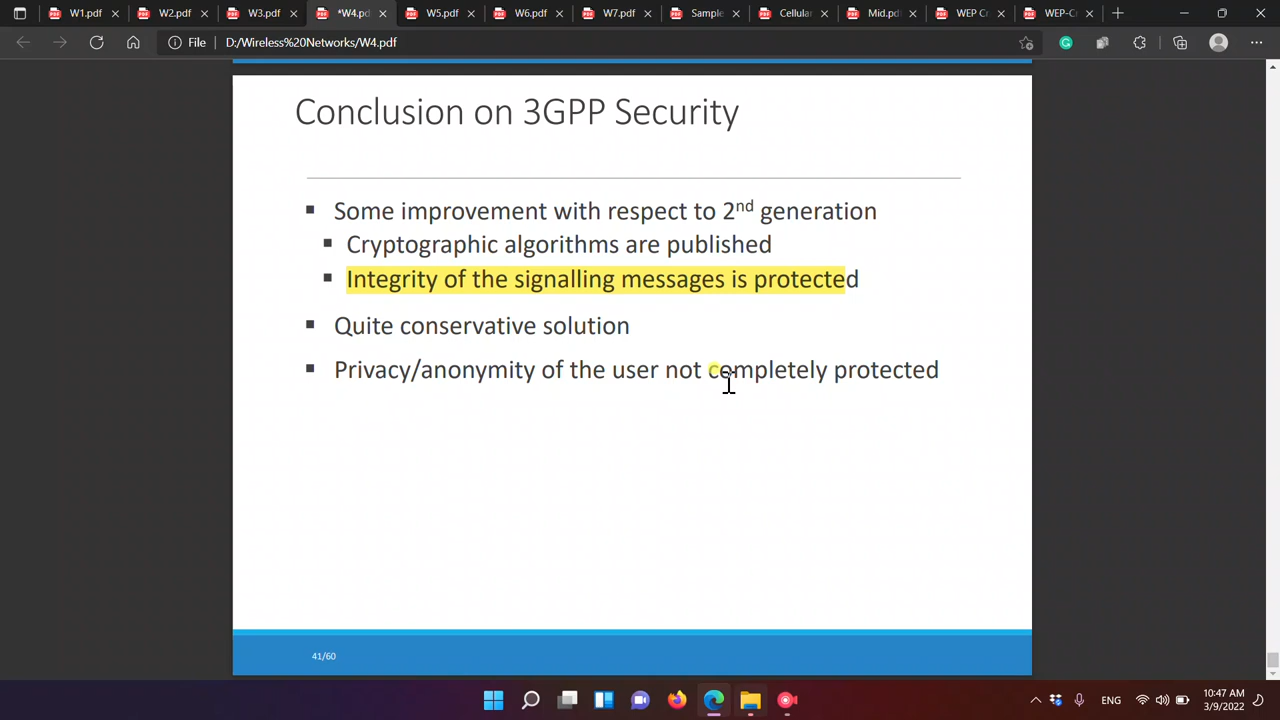 W1.pdf
W2.pdf
W3.pdf
*W4.pd
W5.pdf
W6.pdf
W7.pdf
Sample
Cellular
Mid.pdf
WEP Cr
WEP-Cr
File D:/Wireless%20Networks/W4.pdf
Conclusion on 3GPP Security
Some improvement with respect to 2nd generation
Cryptographic algorithms are published
Integrity of the signalling messages is protected
Quite conservative solution
Privacy/anonymity of the user not completely protected
41/60
ENG
10:47 AM
3/9/2022